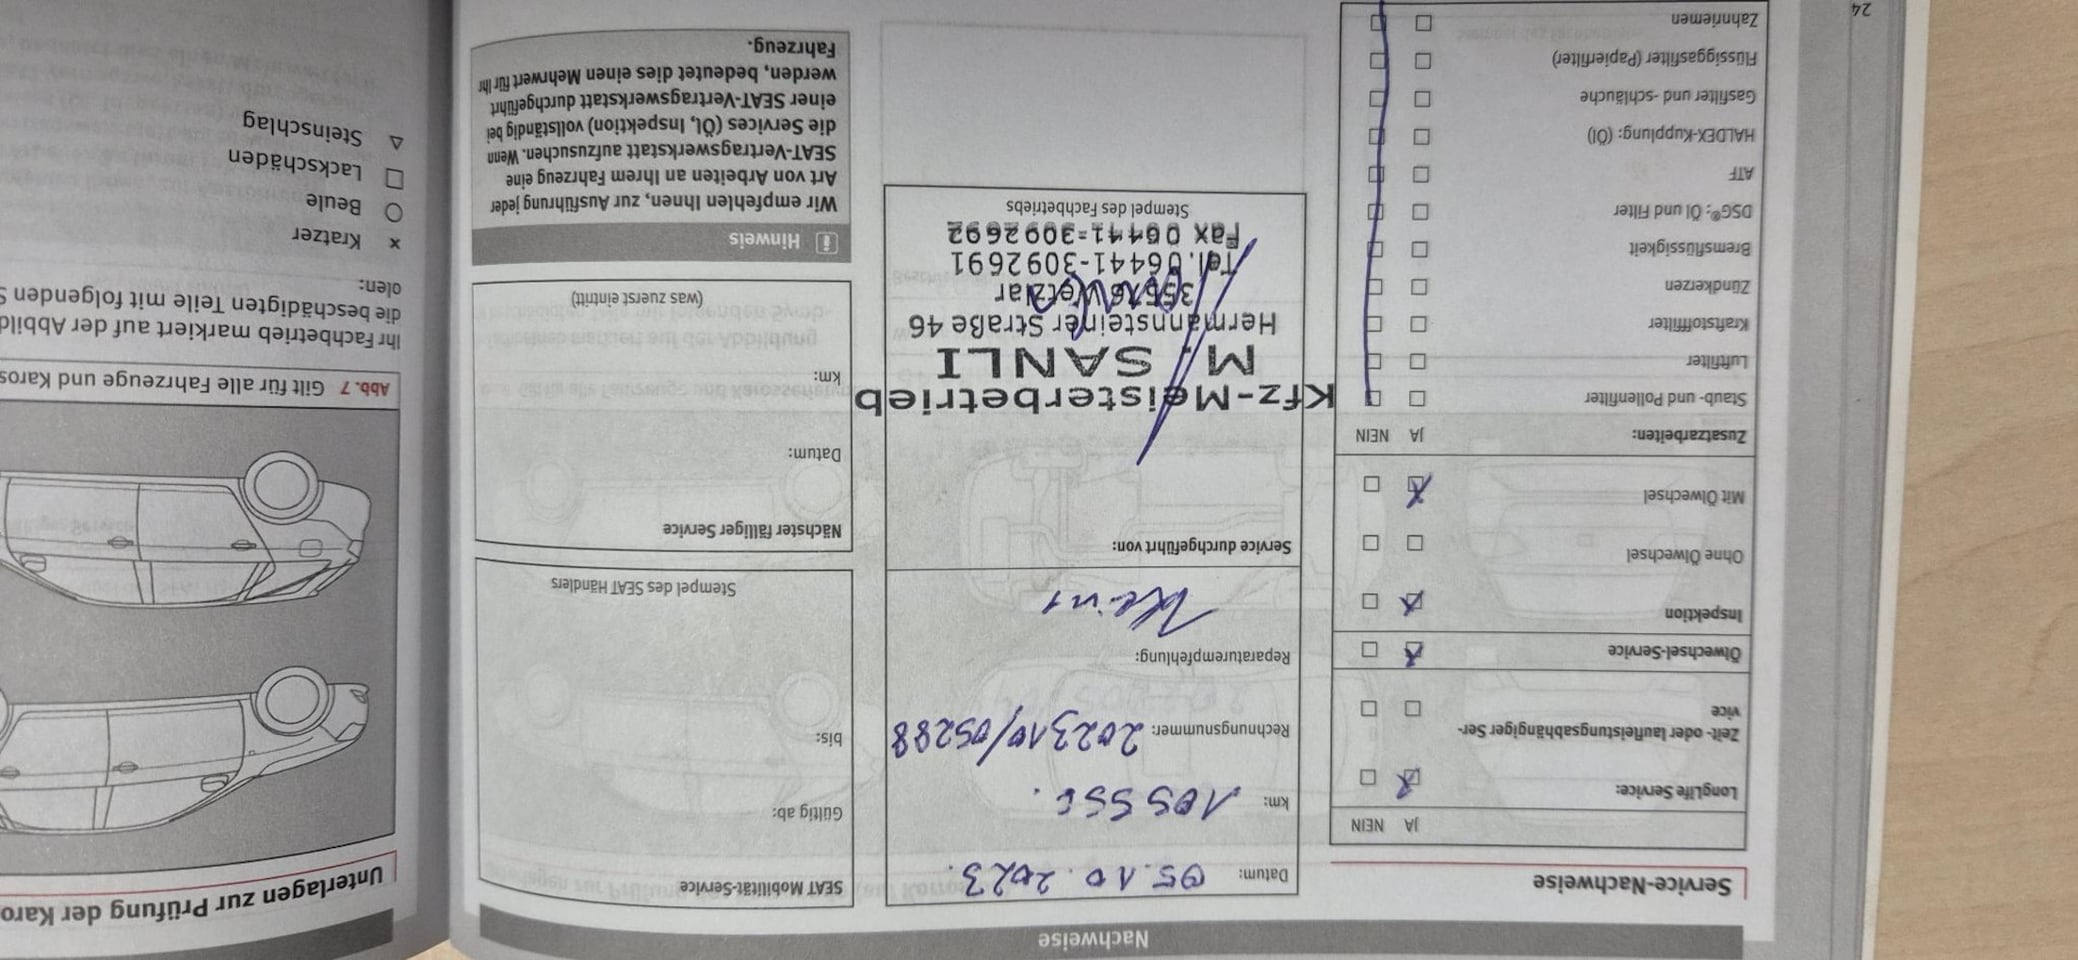 Nachweise
Service-Nachweise
JA NEIN
LongLife Service:
Zeit- oder laufleistungsabhängiger Ser-
vice
Ölwechsel-Service
Inspektion
Ohne Ölwechsel
Mit Ölwechsel
Zusatzarbeiten: JA NEIN
Staub- und Pollenfilter
Luftfilter
Kraftstofffilter
Zündkerzen
Bremsflüssigkeit
DSG®: Öl und Filter
ATF
HALDEX-Kupplung: (Öl)
Gasfilter und -schläuche
Flüssiggasfilter (Papierfilter)
Zahnriemen
24
Datum: 05.10.2023.
km:
Rechnungsnummer: 202310/05288
Reparaturempfehlung:
Service durchgeführt von:
Kfz-Meisterbetrieb
M. SANLI
Hermannsteiner Straße 46
35576 Wetzlar
Tel. 06441-3092691
Fax 06441-3092692
Stempel des Fachbetriebs
SEAT Mobilität-Service
Gültig ab:
bis:
Stempel des SEAT Händlers
Nächster fälliger Service
Datum:
km:
(was zuerst eintritt)
i Hinweis
Wir empfehlen Ihnen, zur Ausführung jeder
Art von Arbeiten an Ihrem Fahrzeug eine
SEAT-Vertragswerkstatt aufzusuchen. Wenn
die Services (Öl, Inspektion) vollständig bei
einer SEAT-Vertragswerkstatt durchgeführt
werden, bedeutet dies einen Mehrwert für Ihr
Fahrzeug.
Unterlagen zur Prüfung der Karo
Abb. 7 Gilt für alle Fahrzeuge und Karos
Ihr Fachbetrieb markiert auf der Abbild
die beschädigten Teile mit folgenden S
olen:
× Kratzer
○ Beule
□ Lackschäden
△ Steinschlag